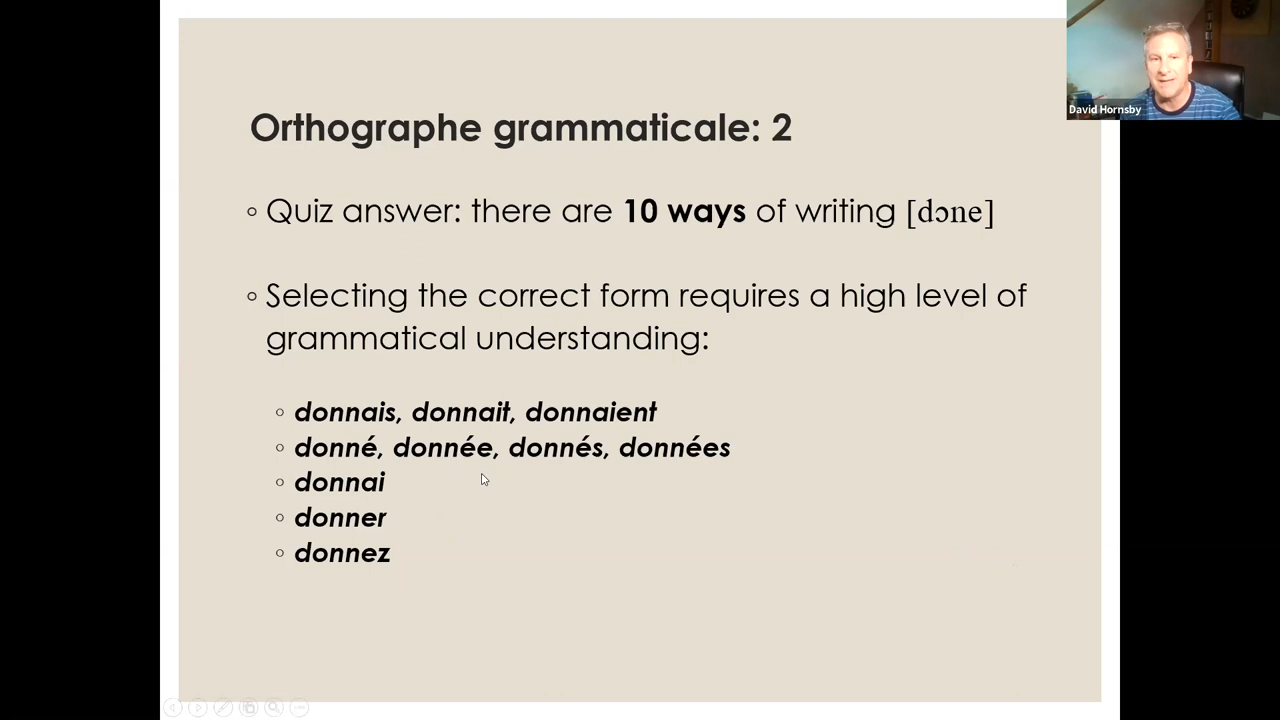 David Hornsby
Orthographe grammaticale: 2
◦ Quiz answer: there are 10 ways of writing [dɔne]
◦ Selecting the correct form requires a high level of
grammatical understanding:
◦ donnais, donnait, donnaient
◦ donné, donnée, donnés, données
◦ donnai
◦ donner
◦ donnez